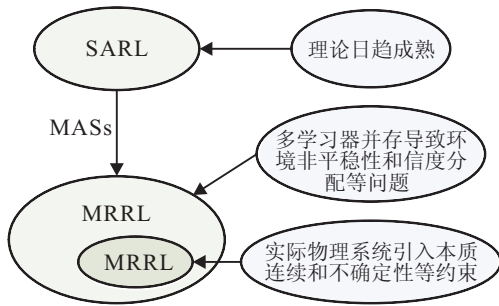 SARL
理论日趋成熟
MASs
多学习器并存导致环
境非平稳性和信度分
配等问题
MRRL
MRRL
实际物理系统引入本质
连续和不确定性等约束